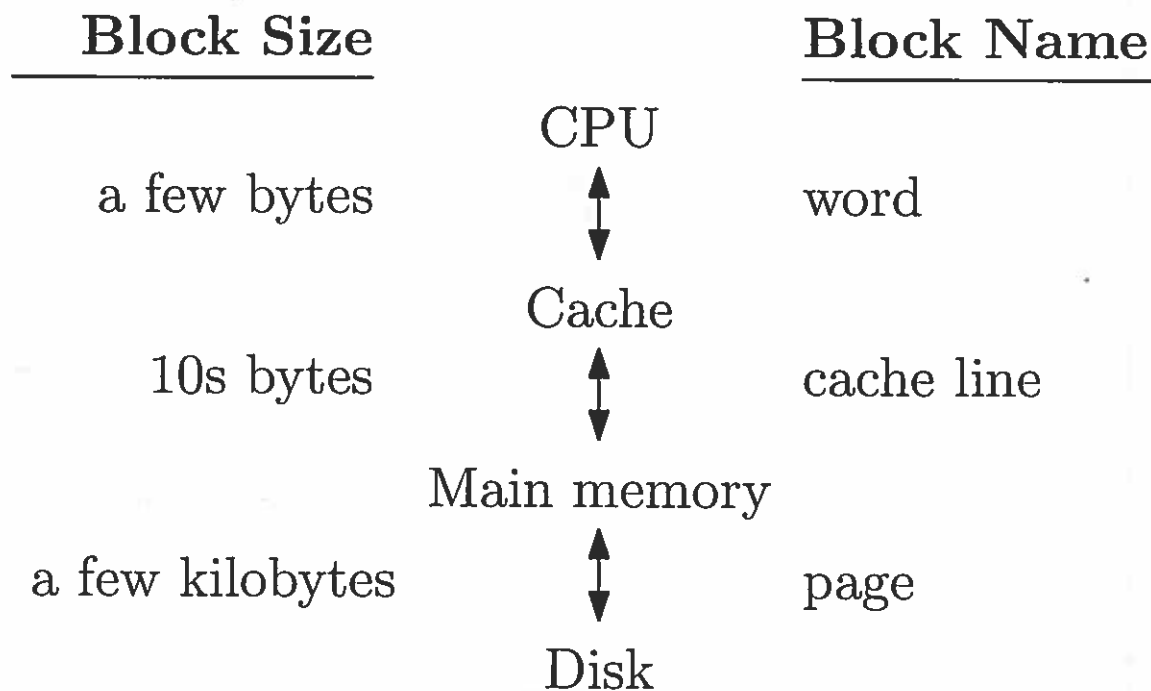 Block Size Block Name
CPU
a few bytes word
Cache
10s bytes cache line
Main memory
a few kilobytes page
Disk